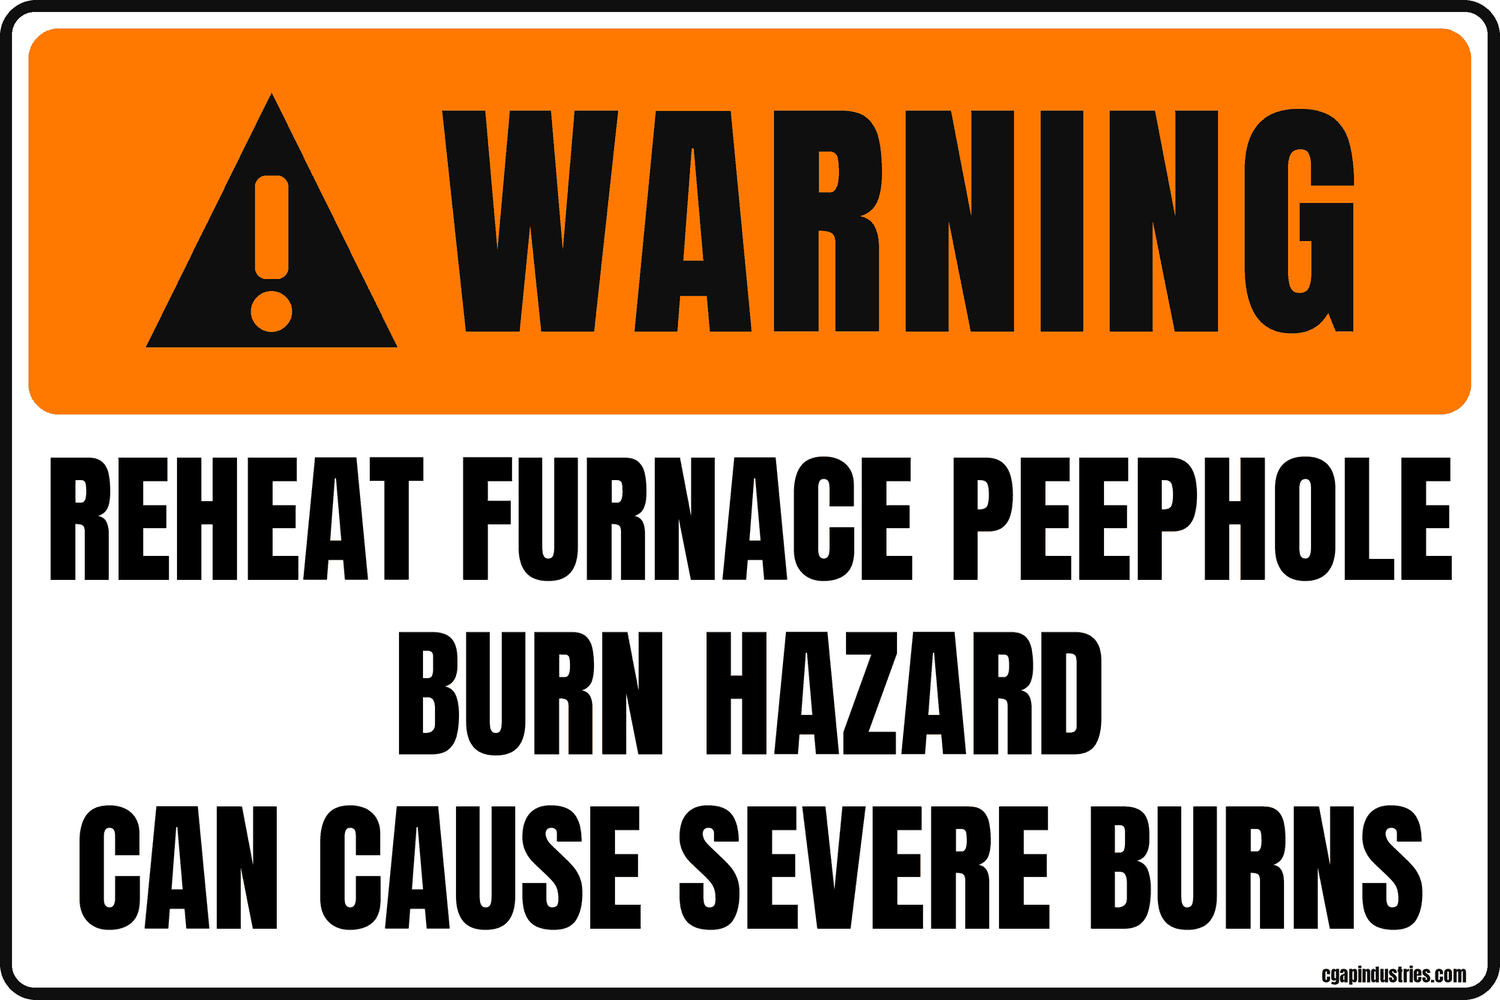 WARNING
REHEAT FURNACE PEEPHOLE
BURN HAZARD
CAN CAUSE SEVERE BURNS
cgapindustries.com